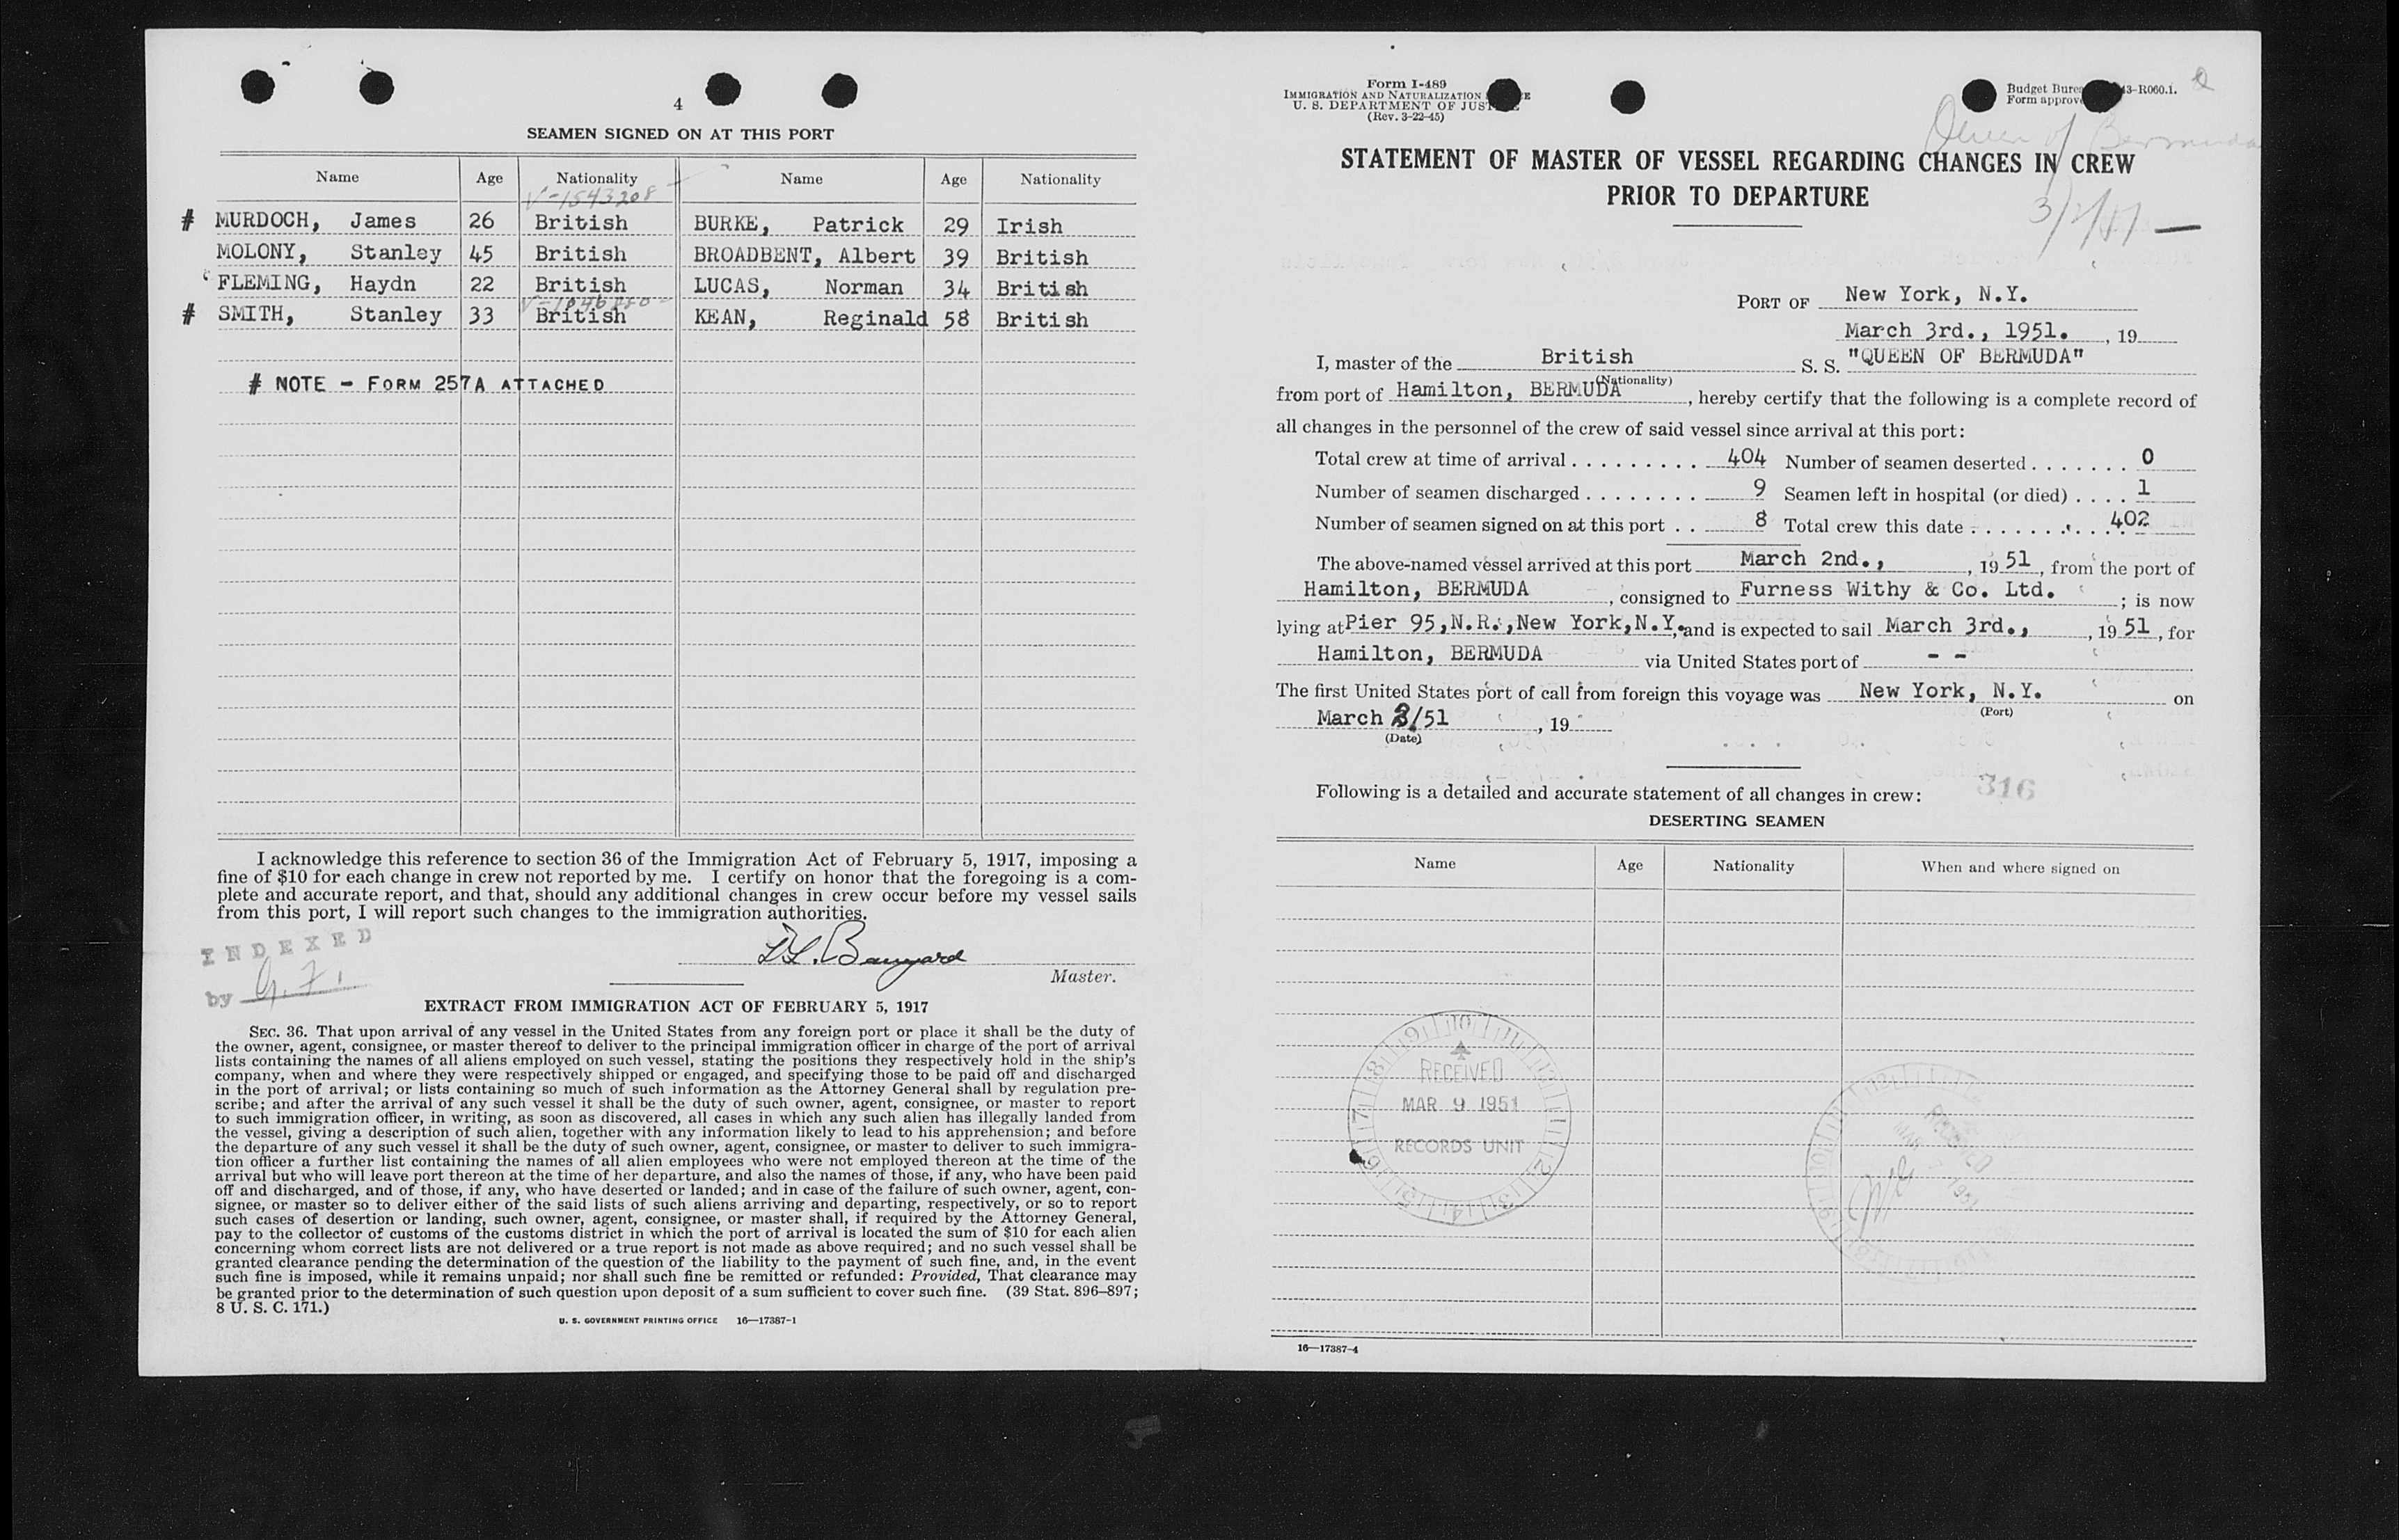 4
SEAMEN SIGNED ON AT THIS PORT
Name Age Nationality Name Age Nationality
V-1543208
# MURDOCH, James 26 British BURKE, Patrick 29 Irish
MOLONY, Stanley 45 British BROADBENT, Albert 39 British
FLEMING, Haydn 22 British LUCAS, Norman 34 British
# SMITH, Stanley 33 British KEAN, Reginald 58 British
# NOTE - FORM 257A ATTACHED
I acknowledge this reference to section 36 of the Immigration Act of February 5, 1917, imposing a
fine of $10 for each change in crew not reported by me. I certify on honor that the foregoing is a com-
plete and accurate report, and that, should any additional changes in crew occur before my vessel sails
from this port, I will report such changes to the immigration authorities.
INDEXED
by G. F.
Banyard
Master.
EXTRACT FROM IMMIGRATION ACT OF FEBRUARY 5, 1917
SEC. 36. That upon arrival of any vessel in the United States from any foreign port or place it shall be the duty of
the owner, agent, consignee, or master thereof to deliver to the principal immigration officer in charge of the port of arrival
lists containing the names of all aliens employed on such vessel, stating the positions they respectively hold in the ship's
company, when and where they were respectively shipped or engaged, and specifying those to be paid off and discharged
in the port of arrival; or lists containing so much of such information as the Attorney General shall by regulation pre-
scribe; and after the arrival of any such vessel it shall be the duty of such owner, agent, consignee, or master to report
to such immigration officer, in writing, as soon as discovered, all cases in which any such alien has illegally landed from
the vessel, giving a description of such alien, together with any information likely to lead to his apprehension; and before
the departure of any such vessel it shall be the duty of such owner, agent, consignee, or master to deliver to such immigra-
tion officer a further list containing the names of all alien employees who were not employed thereon at the time of the
arrival but who will leave port thereon at the time of her departure, and also the names of those, if any, who have been paid
off and discharged, and of those, if any, who have deserted or landed; and in case of the failure of such owner, agent, con-
signee, or master so to deliver either of the said lists of such aliens arriving and departing, respectively, or so to report
such cases of desertion or landing, such owner, agent, consignee, or master shall, if required by the Attorney General,
pay to the collector of customs of the customs district in which the port of arrival is located the sum of $10 for each alien
concerning whom correct lists are not delivered or a true report is not made as above required; and no such vessel shall be
granted clearance pending the determination of the question of the liability to the payment of such fine, and, in the event
such fine is imposed, while it remains unpaid; nor shall such fine be remitted or refunded: Provided, That clearance may
be granted prior to the determination of such question upon deposit of a sum sufficient to cover such fine. (39 Stat. 896–897;
8 U. S. C. 171.)
U. S. GOVERNMENT PRINTING OFFICE 16—17387-1
Form I-489
IMMIGRATION AND NATURALIZATION
U. S. DEPARTMENT OF
(Rev. 3-22-45)
Budget 43-R060.1.
Form
Queen of Bermuda
3/2/51
STATEMENT OF MASTER OF VESSEL REGARDING CHANGES IN CREW
PRIOR TO DEPARTURE
PORT OF New York, N.Y.
March 3rd., 1951. , 19
I, master of the British S. S. "QUEEN OF BERMUDA"
(Nationality)
from port of Hamilton, BERMUDA , hereby certify that the following is a complete record of
all changes in the personnel of the crew of said vessel since arrival at this port:
Total crew at time of arrival . . . . . . . . . 404 Number of seamen deserted . . . . . . . 0
Number of seamen discharged . . . . . . . . 9 Seamen left in hospital (or died) . . . . 1
Number of seamen signed on at this port . . 8 Total crew this date . . . . . . . . . . 402
The above-named vessel arrived at this port March 2nd., , 19 51 , from the port of
Hamilton, BERMUDA , consigned to Furness Withy & Co. Ltd. ; is now
lying at Pier 95,N.R.,New York,N.Y. and is expected to sail March 3rd., , 19 51 , for
Hamilton, BERMUDA via United States port of - -
The first United States port of call from foreign this voyage was New York, N.Y. on
(Port)
March 2/51 , 19
(Date)
Following is a detailed and accurate statement of all changes in crew:
316
DESERTING SEAMEN
Name Age Nationality When and where signed on
RECEIVED
MAR 9 1951
RECORDS UNIT
RECEIVED
MAR 1951
16—17387-4